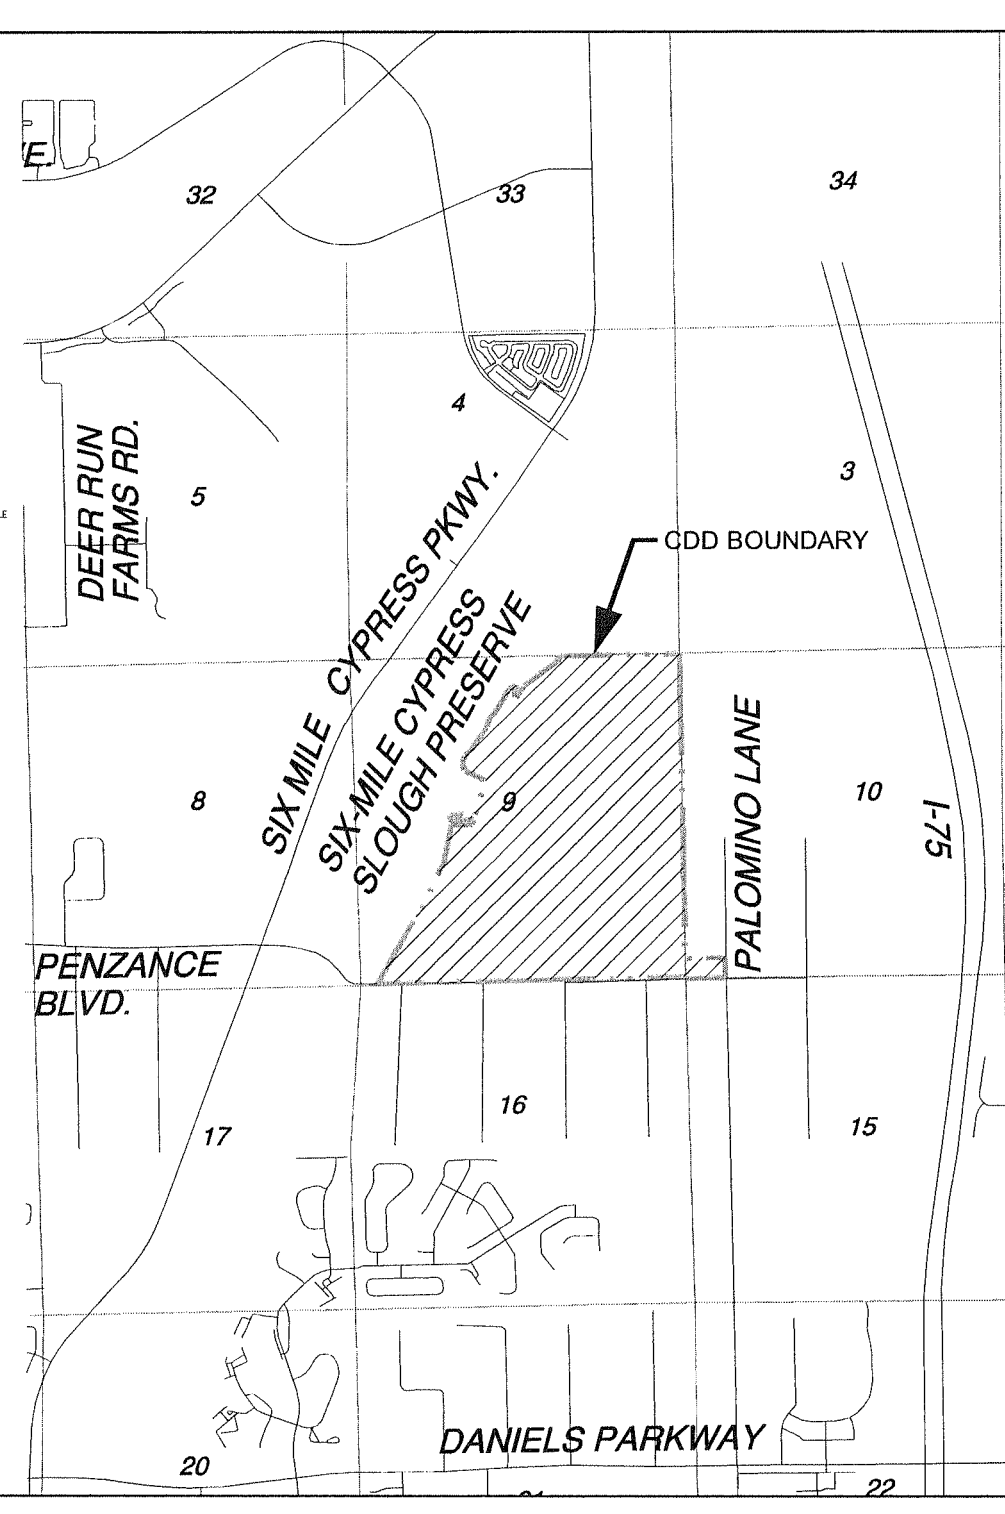 E.
32
33
34
4
3
5
DEER RUN
FARMS RD.
LE
SIX MILE CYPRESS PKWY.
SIX-MILE CYPRESS
SLOUGH PRESERVE
CDD BOUNDARY
8
9
PALOMINO LANE
10
I-75
PENZANCE
BLVD.
17
16
15
DANIELS PARKWAY
20
22